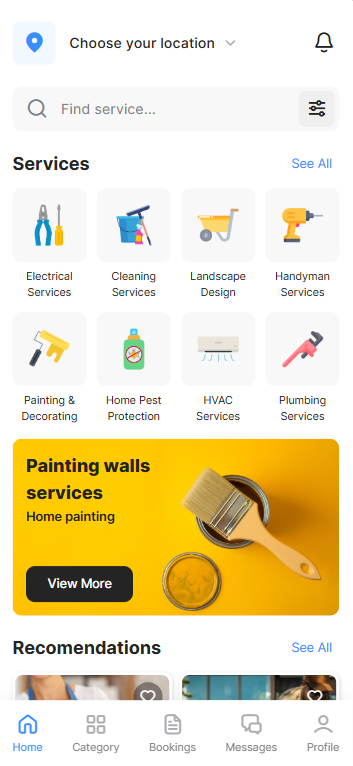 Choose your location
Find service...
Services
See All
Electrical
Services
Cleaning
Services
Landscape
Design
Handyman
Services
Painting &
Decorating
Home Pest
Protection
HVAC
Services
Plumbing
Services
Painting walls
services
Home painting
View More
Recomendations
See All
Home
Category
Bookings
Messages
Profile